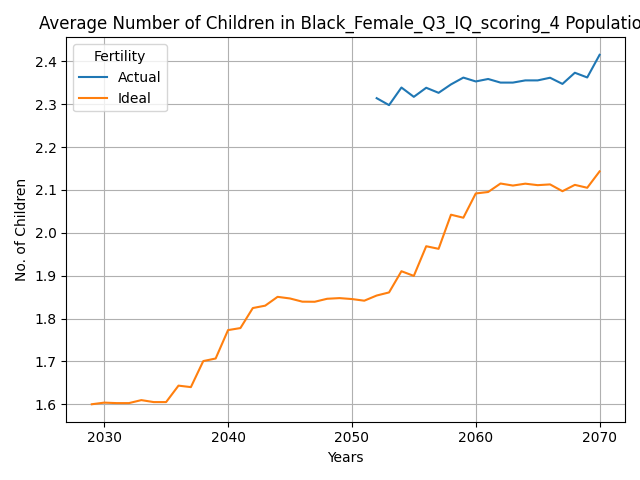 Average Number of Children in Black_Female_Q3_IQ_scoring_4 Populatio
Fertility
Actual
Ideal
No. of Children
2.4
2.3
2.2
2.1
2.0
1.9
1.8
1.7
1.6
2030 2040 2050 2060 2070
Years